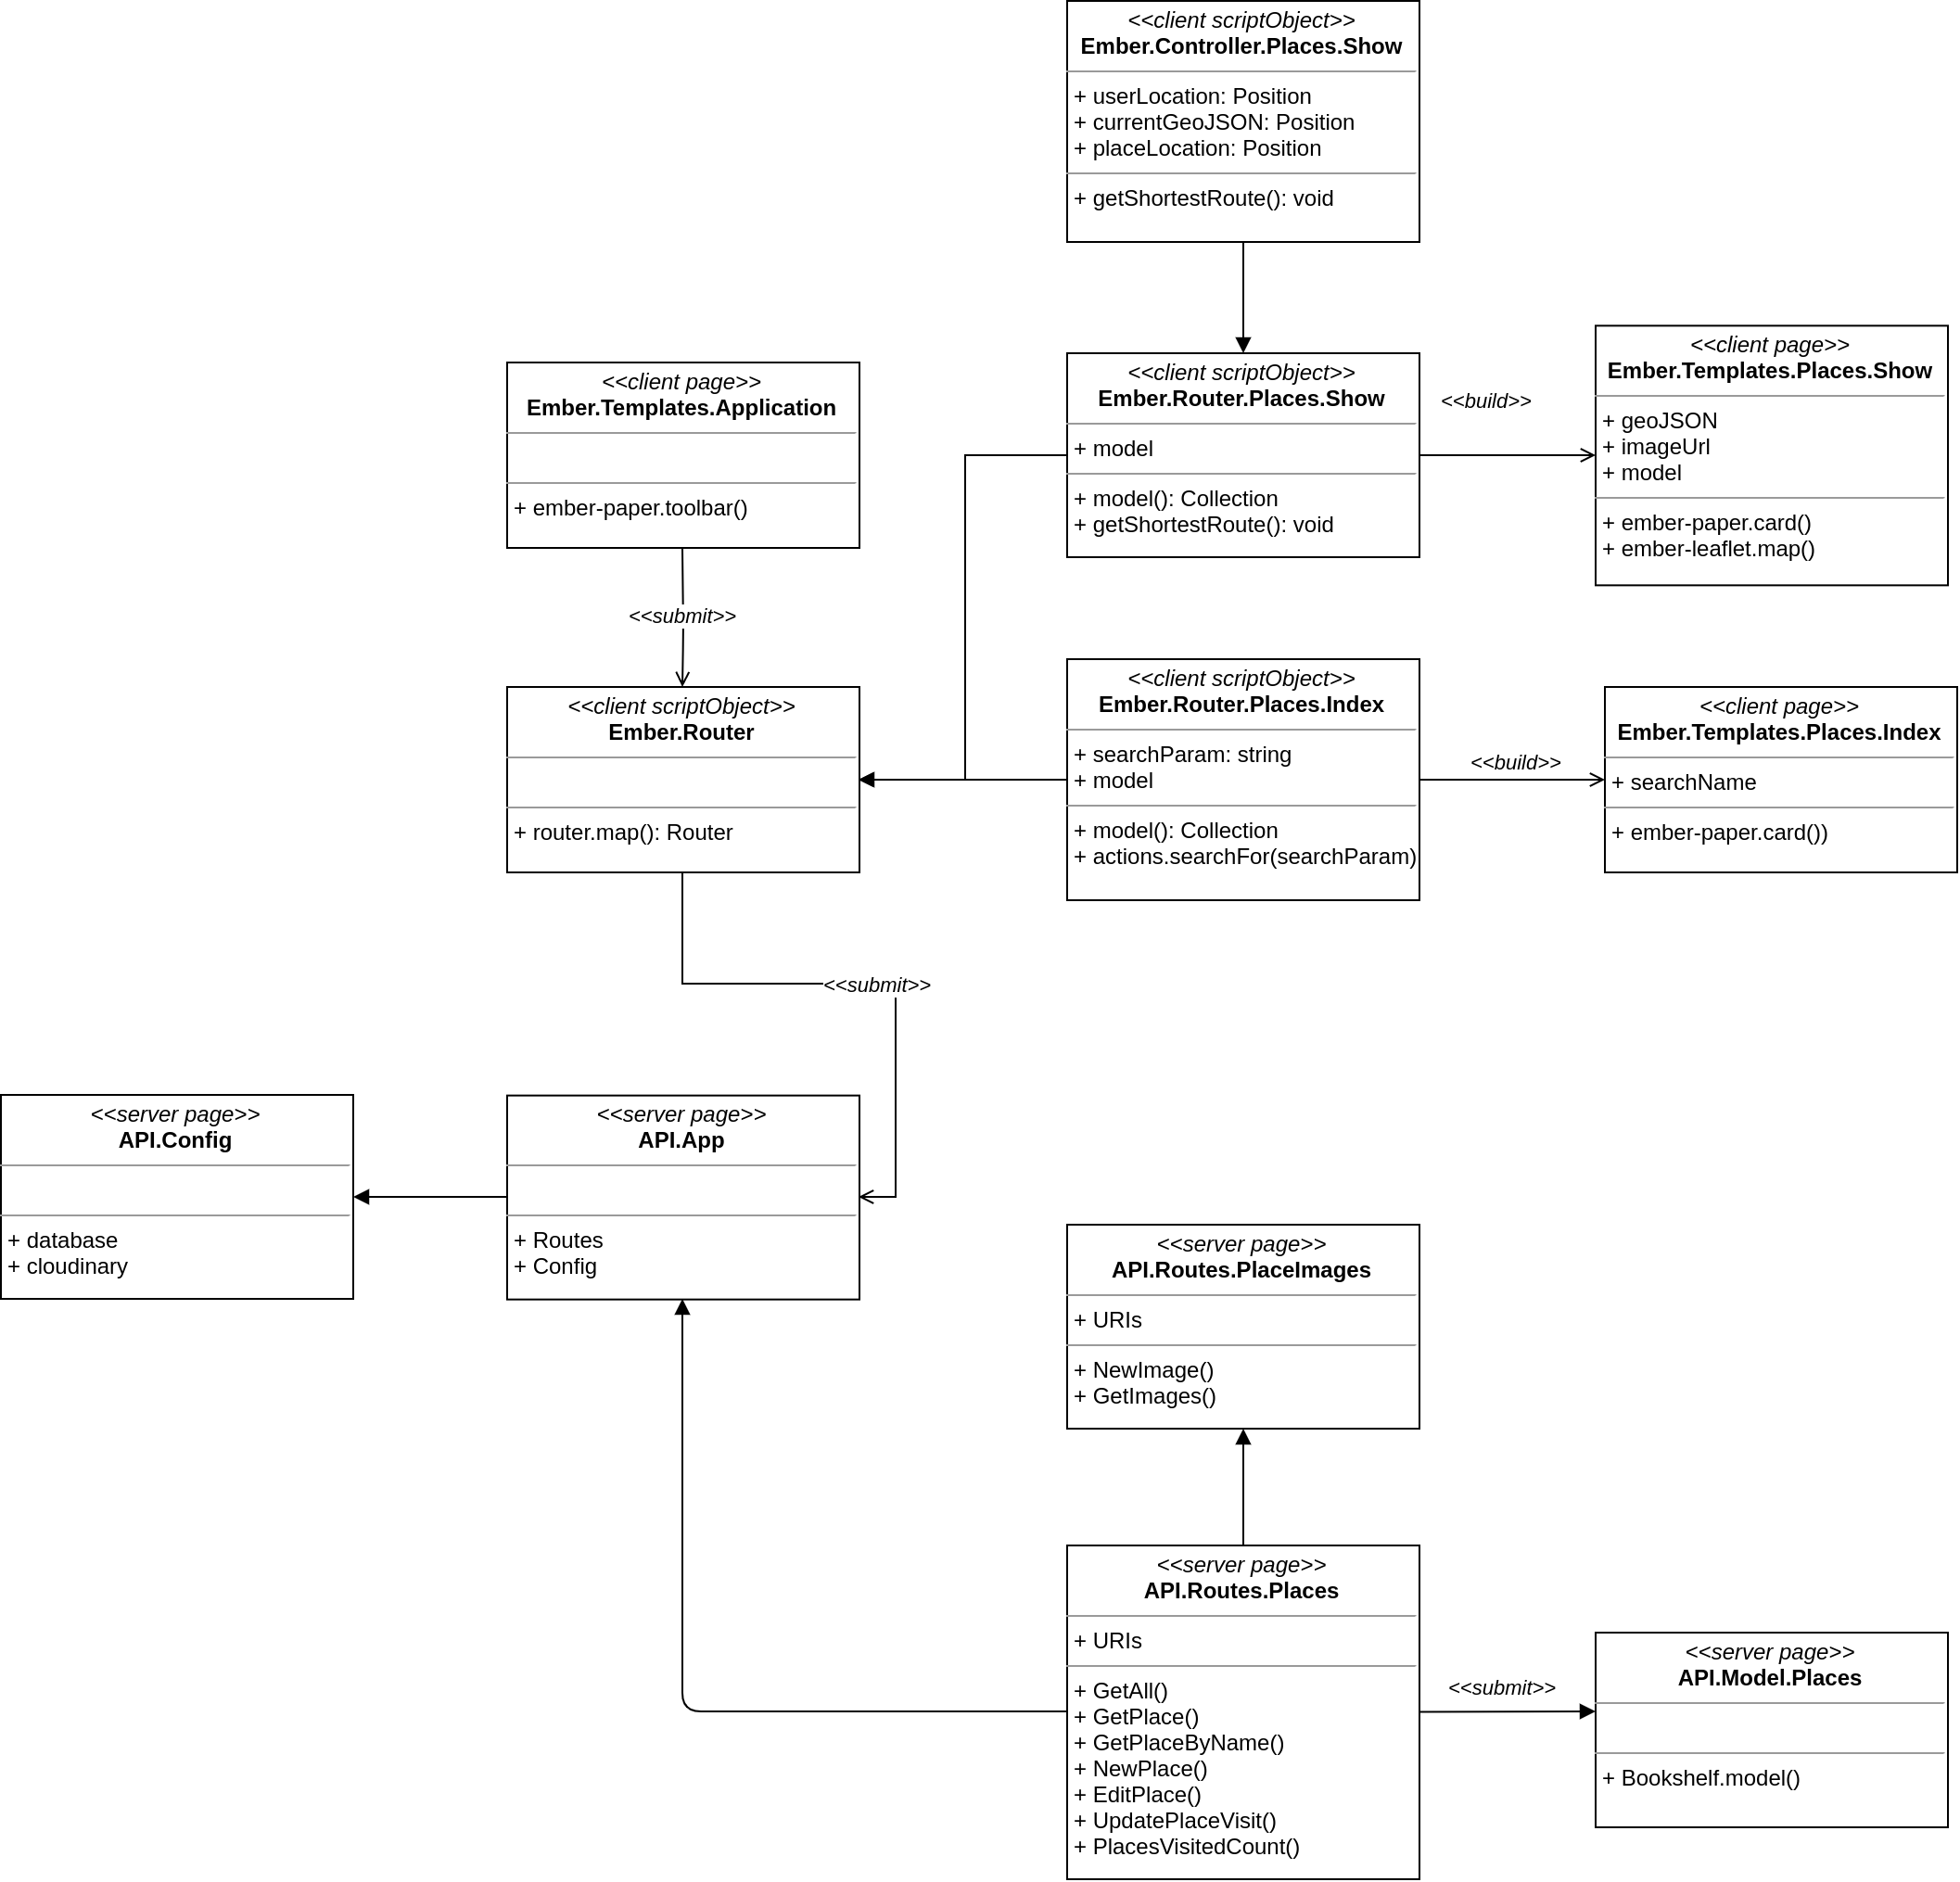 <<client scriptObject>>
Ember.Controller.Places.Show
+ userLocation: Position
+ currentGeoJSON: Position
+ placeLocation: Position
+ getShortestRoute(): void
<<client page>>
Ember.Templates.Application
+ ember-paper.toolbar()
<<client scriptObject>>
Ember.Router.Places.Show
+ model
+ model(): Collection
+ getShortestRoute(): void
<<build>>
<<client page>>
Ember.Templates.Places.Show
+ geoJSON
+ imageUrl
+ model
+ ember-paper.card()
+ ember-leaflet.map()
<<submit>>
<<client scriptObject>>
Ember.Router
+ router.map(): Router
<<client scriptObject>>
Ember.Router.Places.Index
+ searchParam: string
+ model
+ model(): Collection
+ actions.searchFor(searchParam)
<<build>>
<<client page>>
Ember.Templates.Places.Index
+ searchName
+ ember-paper.card())
<<submit>>
<<server page>>
API.Config
+ database
+ cloudinary
<<server page>>
API.App
+ Routes
+ Config
<<server page>>
API.Routes.PlaceImages
+ URIs
+ NewImage()
+ GetImages()
<<server page>>
API.Routes.Places
+ URIs
+ GetAll()
+ GetPlace()
+ GetPlaceByName()
+ NewPlace()
+ EditPlace()
+ UpdatePlaceVisit()
+ PlacesVisitedCount()
<<submit>>
<<server page>>
API.Model.Places
+ Bookshelf.model()